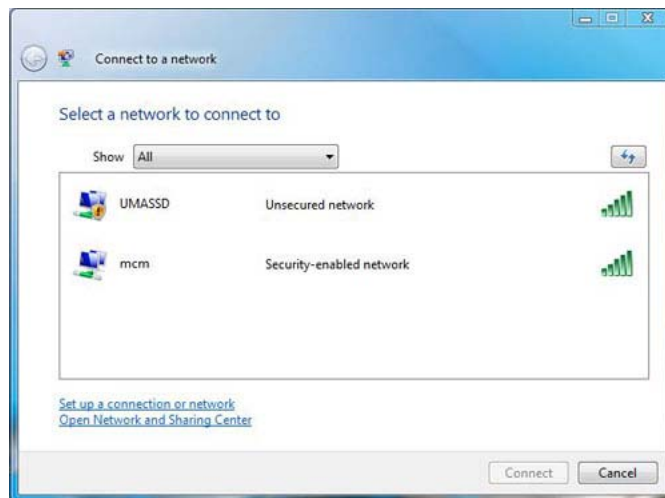 Connect to a network
Select a network to connect to
Show All
UMASSD Unsecured network
mcm Security-enabled network
Set up a connection or network
Open Network and Sharing Center
Connect Cancel